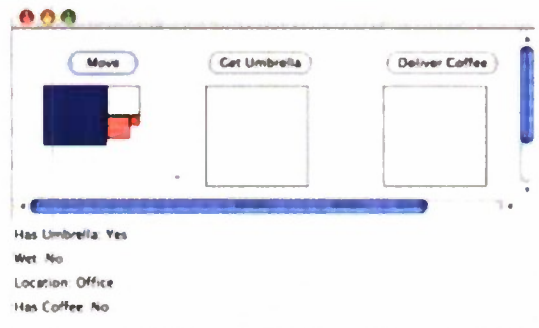 Move
Get Umbrella
Deliver Coffee
Has Umbrella: Yes
Wet: No
Location: Office
Has Coffee: No